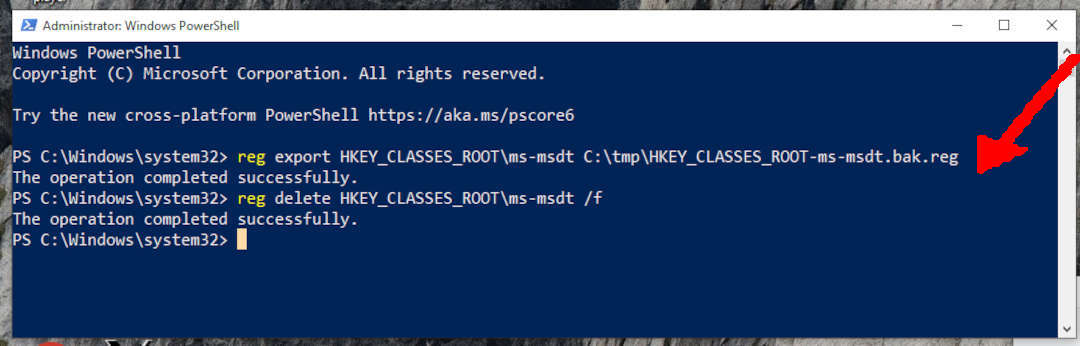 Administrator: Windows PowerShell
Windows PowerShell
Copyright (C) Microsoft Corporation. All rights reserved.
Try the new cross-platform PowerShell https://aka.ms/pscore6
PS C:\Windows\system32> reg export HKEY_CLASSES_ROOT\ms-msdt C:\tmp\HKEY_CLASSES_ROOT-ms-msdt.bak.reg
The operation completed successfully.
PS C:\Windows\system32> reg delete HKEY_CLASSES_ROOT\ms-msdt /f
The operation completed successfully.
PS C:\Windows\system32>